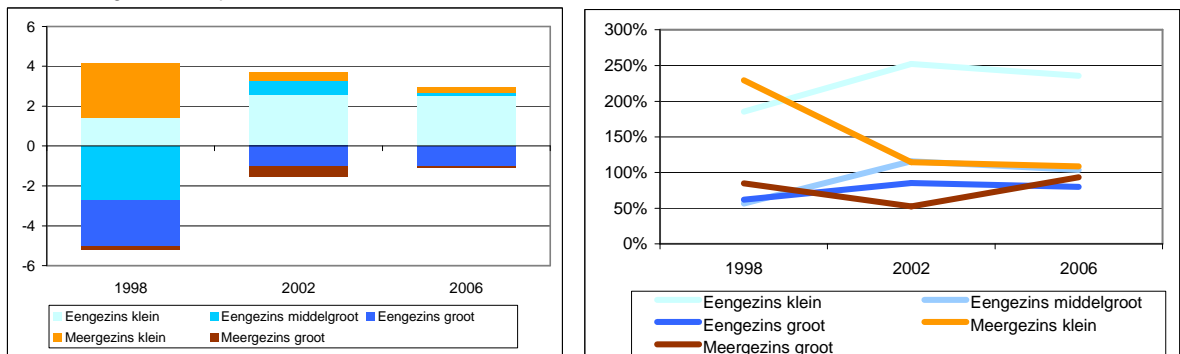 6
4
2
0
-2
-4
-6
1998 2002 2006
Eengezins klein Eengezins middelgroot Eengezins groot
Meergezins klein Meergezins groot
300%
250%
200%
150%
100%
50%
0%
1998 2002 2006
Eengezins klein Eengezins middelgroot
Eengezins groot Meergezins klein
Meergezins groot